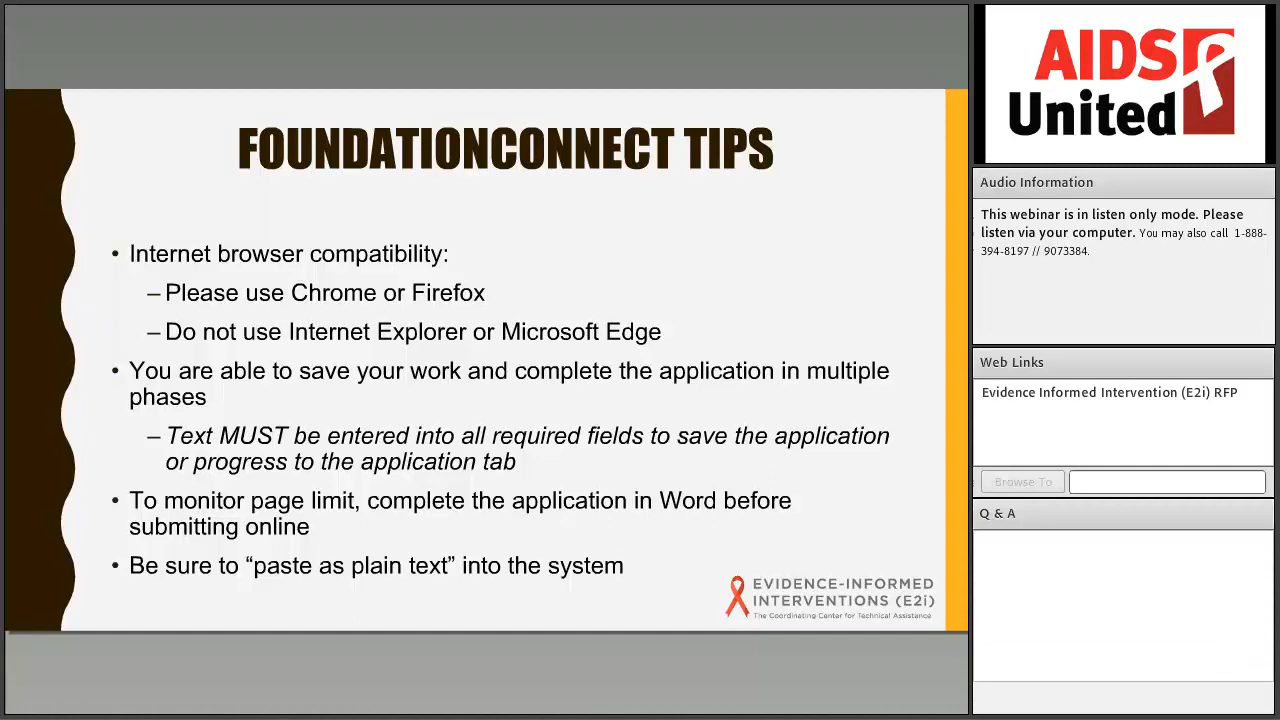 FOUNDATIONCONNECT TIPS
• Internet browser compatibility:
– Please use Chrome or Firefox
– Do not use Internet Explorer or Microsoft Edge
• You are able to save your work and complete the application in multiple
phases
– Text MUST be entered into all required fields to save the application
or progress to the application tab
• To monitor page limit, complete the application in Word before
submitting online
• Be sure to “paste as plain text” into the system
EVIDENCE-INFORMED
INTERVENTIONS (E2i)
The Coordinating Center for Technical Assistance
AIDS
United
Audio Information
This webinar is in listen only mode. Please
listen via your computer. You may also call 1-888-
394-8197 // 9073384.
Web Links
Evidence Informed Intervention (E2i) RFP
Browse To
Q & A